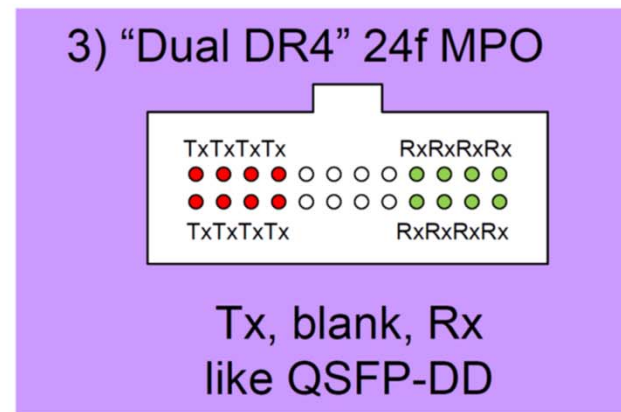 3) “Dual DR4” 24f MPO
TxTxTxTx RxRxRxRx
TxTxTxTx RxRxRxRx
Tx, blank, Rx
like QSFP-DD